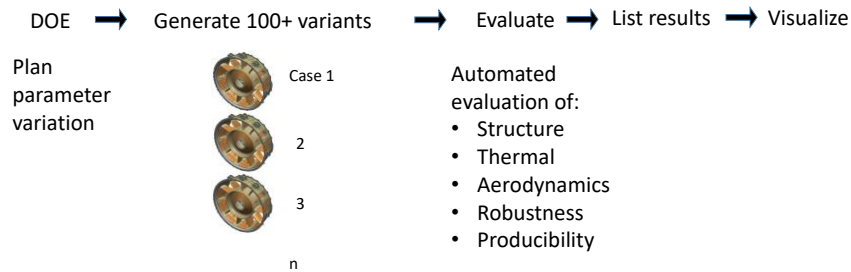 DOE
Generate 100+ variants
Evaluate
List results
Visualize
Plan
parameter
variation
Case 1
2
3
n
Automated
evaluation of:
• Structure
• Thermal
• Aerodynamics
• Robustness
• Producibility